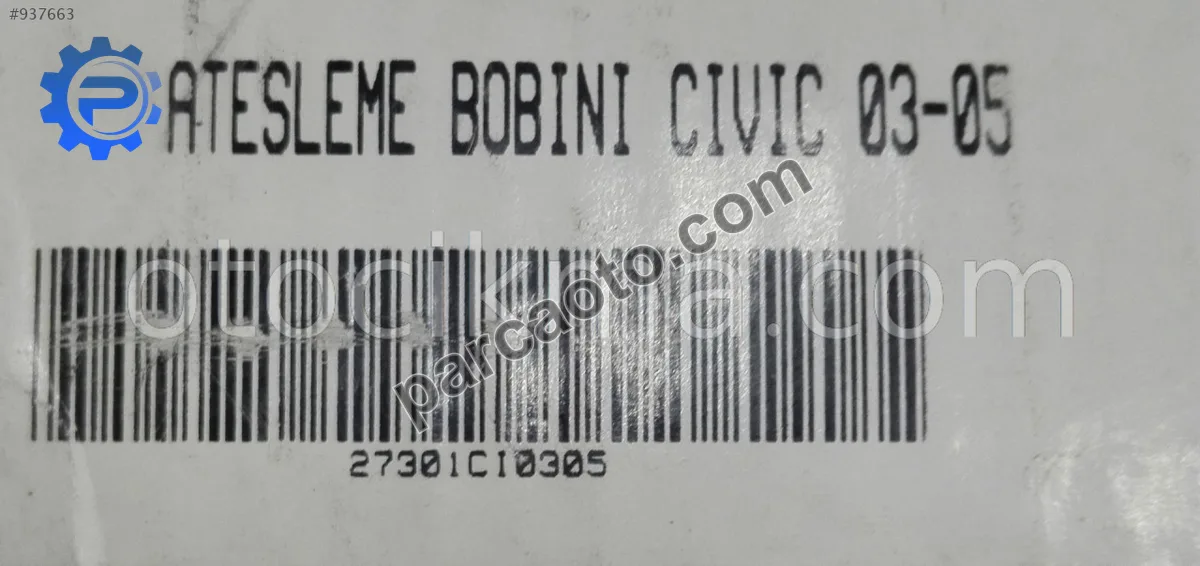 #937663
ATESLEME BOBINI CIVIC 03-05
parcaoto.com
otocikma.com
27301CI0305